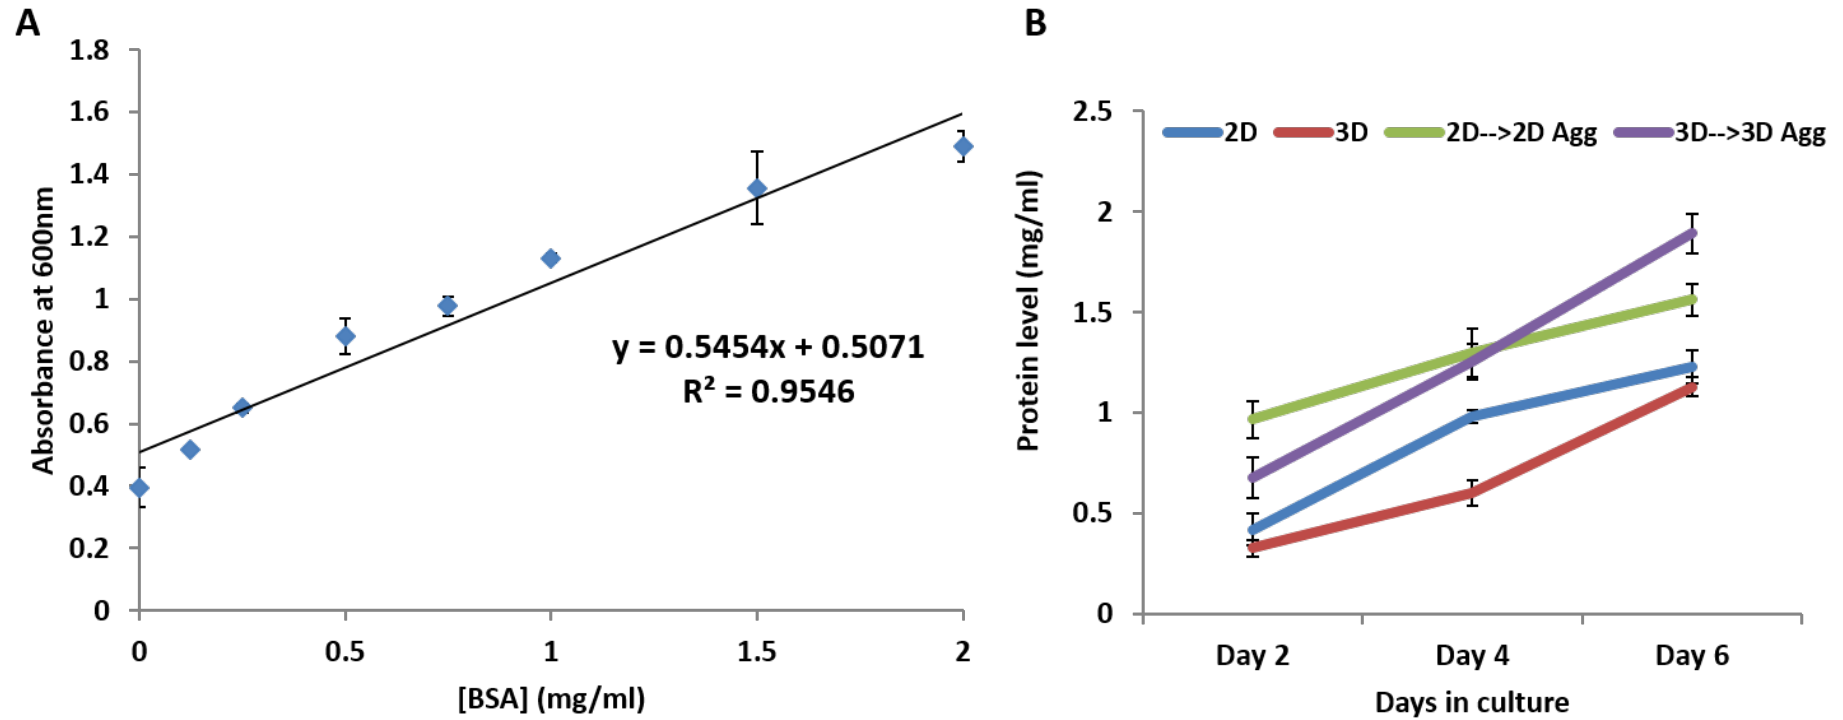 A
1.8
1.6
1.4
1.2
1
0.8
0.6
0.4
0.2
0
Absorbance at 600nm
y = 0.5454x + 0.5071
R² = 0.9546
0 0.5 1 1.5 2
[BSA] (mg/ml)
B
2.5
2
1.5
1
0.5
0
Protein level (mg/ml)
2D 3D 2D-->2D Agg 3D-->3D Agg
Day 2 Day 4 Day 6
Days in culture